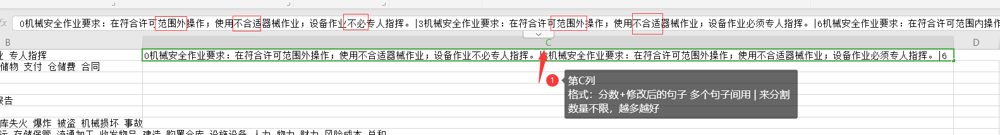 fx 0机械安全作业要求：在符合许可范围外操作；使用不合适器械作业；设备作业不必专人指挥。|3机械安全作业要求：在符合许可范围外操作；使用不合适器械作业；设备作业必须专人指挥。|6机械安全作业要求：在符合许可范围内操作
B C D
专人指挥 0机械安全作业要求：在符合许可范围外操作；使用不合适器械作业；设备作业不必专人指挥。|3机械安全作业要求：在符合许可范围外操作；使用不合适器械作业；设备作业必须专人指挥。|6
储物 支付 仓储费 合同
1 第C列
格式：分数+修改后的句子 多个句子间用 | 来分割
报告
数量不限，越多越好
库失火 爆炸 被盗 机械损坏 事故
存储保管 流通加工 收发物品 建造 购置仓库 设施设备 人力 物力 财力 风险成本 总和